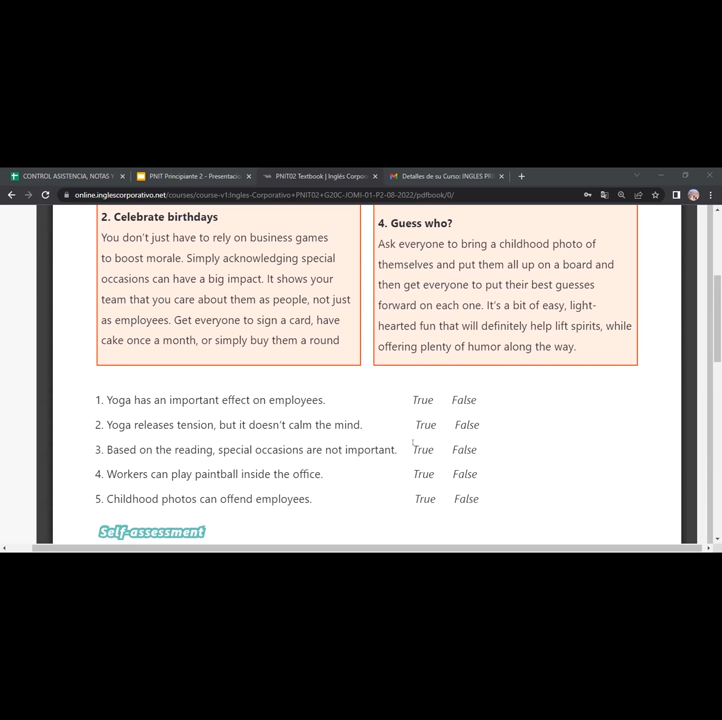 CONTROL ASISTENCIA, NOTAS Y
PNIT Principiante 2 - Presentacio
PNIT02 Textbook | Inglés Corpo
Detalles de su Curso: INGLES PR
online.inglescorporativo.net/courses/course-v1:Ingles-Corporativo+PNIT02+G20C-JOMI-01-P2-08-2022/pdfbook/0/
2. Celebrate birthdays
You don't just have to rely on business games
to boost morale. Simply acknowledging special
occasions can have a big impact. It shows your
team that you care about them as people, not just
as employees. Get everyone to sign a card, have
cake once a month, or simply buy them a round
4. Guess who?
Ask everyone to bring a childhood photo of
themselves and put them all up on a board and
then get everyone to put their best guesses
forward on each one. It's a bit of easy, light-
hearted fun that will definitely help lift spirits, while
offering plenty of humor along the way.
1. Yoga has an important effect on employees. True False
2. Yoga releases tension, but it doesn't calm the mind. True False
3. Based on the reading, special occasions are not important. True False
4. Workers can play paintball inside the office. True False
5. Childhood photos can offend employees. True False
Self-assessment